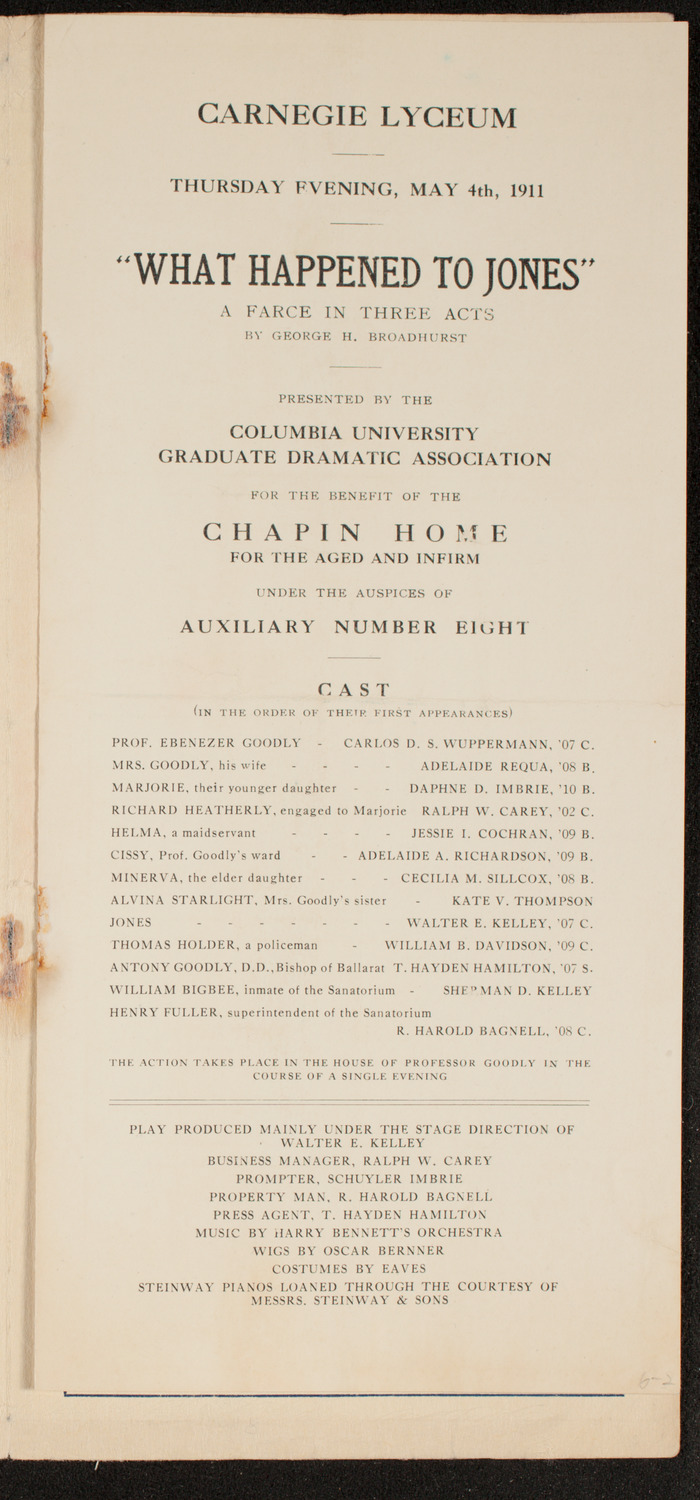 CARNEGIE LYCEUM
THURSDAY FVENING, MAY 4th, 1911
"WHAT HAPPENED TO JONES"
A FARCE IN THREE ACTS
BY GEORGE H. BROADHURST
PRESENTED BY THE
COLUMBIA UNIVERSITY
GRADUATE DRAMATIC ASSOCIATION
FOR THE BENEFIT OF THE
CHAPIN HOME
FOR THE AGED AND INFIRM
UNDER THE AUSPICES OF
AUXILIARY NUMBER EIGHT
CAST
(IN THE ORDER OF THEIR FIRST APPEARANCES)
PROF. EBENEZER GOODLY - CARLOS D. S. WUPPERMANN, '07 C.
MRS. GOODLY, his wife - - - - ADELAIDE REQUA, '08 B.
MARJORIE, their younger daughter - - DAPHNE D. IMBRIE, '10 B.
RICHARD HEATHERLY, engaged to Marjorie RALPH W. CAREY, '02 C.
HELMA, a maidservant - - - - JESSIE I. COCHRAN, '09 B.
CISSY, Prof. Goodly's ward - - ADELAIDE A. RICHARDSON, '09 B.
MINERVA, the elder daughter - - - CECILIA M. SILLCOX, '08 B.
ALVINA STARLIGHT, Mrs. Goodly's sister - KATE V. THOMPSON
JONES - - - - - - - WALTER E. KELLEY, '07 C.
THOMAS HOLDER, a policeman - WILLIAM B. DAVIDSON, '09 C.
ANTONY GOODLY, D.D., Bishop of Ballarat T. HAYDEN HAMILTON, '07 S.
WILLIAM BIGBEE, inmate of the Sanatorium - SHERMAN D. KELLEY
HENRY FULLER, superintendent of the Sanatorium
R. HAROLD BAGNELL, '08 C.
THE ACTION TAKES PLACE IN THE HOUSE OF PROFESSOR GOODLY IN THE
COURSE OF A SINGLE EVENING
PLAY PRODUCED MAINLY UNDER THE STAGE DIRECTION OF
WALTER E. KELLEY
BUSINESS MANAGER, RALPH W. CAREY
PROMPTER, SCHUYLER IMBRIE
PROPERTY MAN, R. HAROLD BAGNELL
PRESS AGENT, T. HAYDEN HAMILTON
MUSIC BY HARRY BENNETT'S ORCHESTRA
WIGS BY OSCAR BERNNER
COSTUMES BY EAVES
STEINWAY PIANOS LOANED THROUGH THE COURTESY OF
MESSRS. STEINWAY & SONS